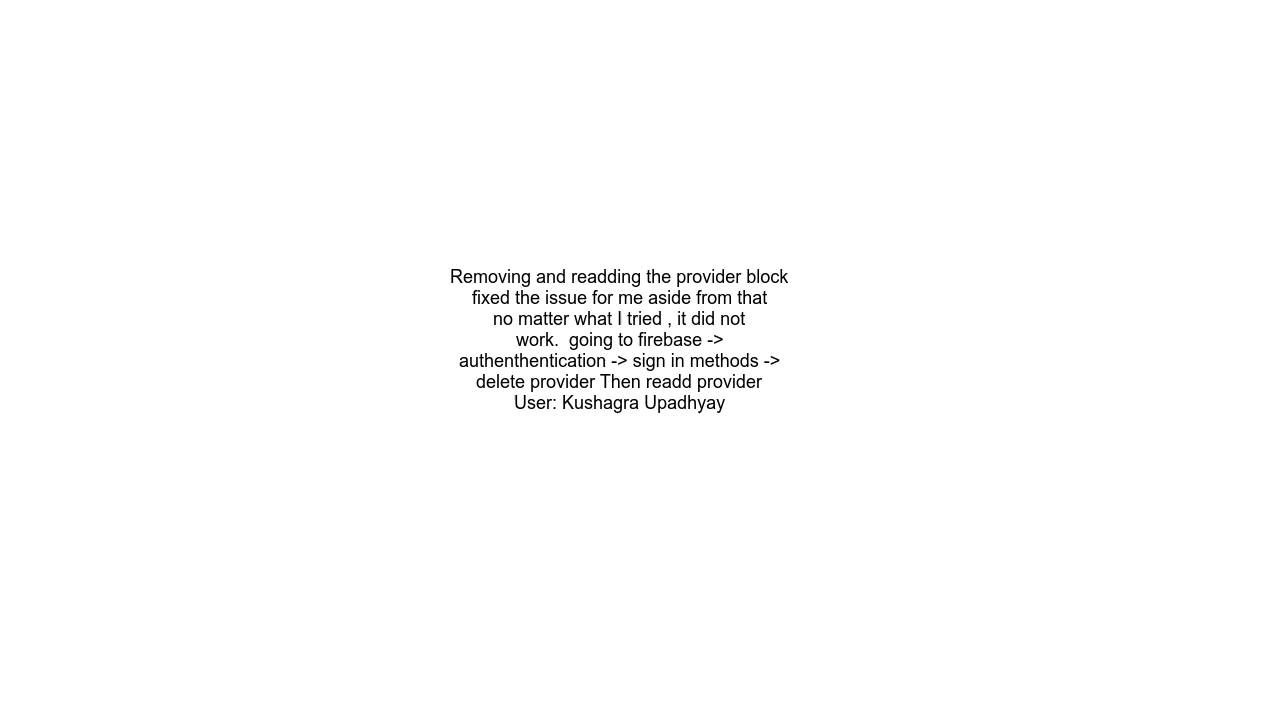 Removing and readding the provider block
fixed the issue for me aside from that
no matter what I tried , it did not
work.  going to firebase ->
authenthentication -> sign in methods ->
delete provider Then readd provider
User: Kushagra Upadhyay